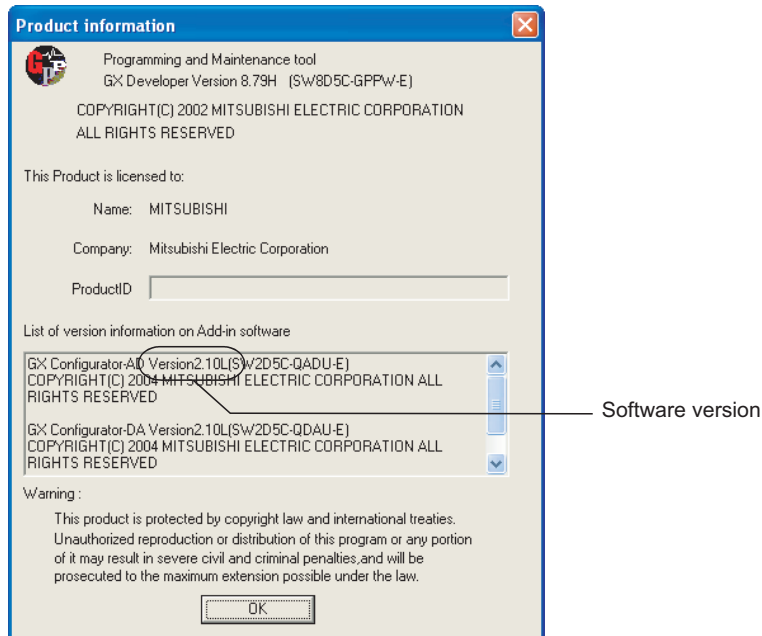 Product information
Programming and Maintenance tool
GX Developer Version 8.79H (SW8D5C-GPPW-E)
COPYRIGHT(C) 2002 MITSUBISHI ELECTRIC CORPORATION
ALL RIGHTS RESERVED
This Product is licensed to:
Name: MITSUBISHI
Company: Mitsubishi Electric Corporation
ProductID
List of version information on Add-in software
GX Configurator-AD Version2.10L(SW2D5C-QADU-E)
COPYRIGHT(C) 2004 MITSUBISHI ELECTRIC CORPORATION ALL
RIGHTS RESERVED
GX Configurator-DA Version2.10L(SW2D5C-QDAU-E)
COPYRIGHT(C) 2004 MITSUBISHI ELECTRIC CORPORATION ALL
RIGHTS RESERVED
Software version
Warning :
This product is protected by copyright law and international treaties.
Unauthorized reproduction or distribution of this program or any portion
of it may result in severe civil and criminal penalties,and will be
prosecuted to the maximum extension possible under the law.
OK